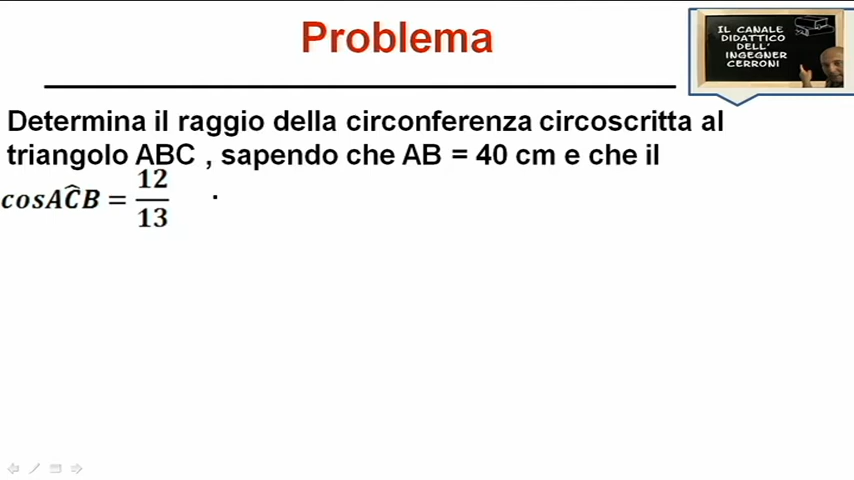 Problema
IL CANALE
DIDATTICO
DELL'
INGEGNER
CERRONI
Determina il raggio della circonferenza circoscritta al
triangolo ABC , sapendo che AB = 40 cm e che il
cosAĈB = 12/13 .